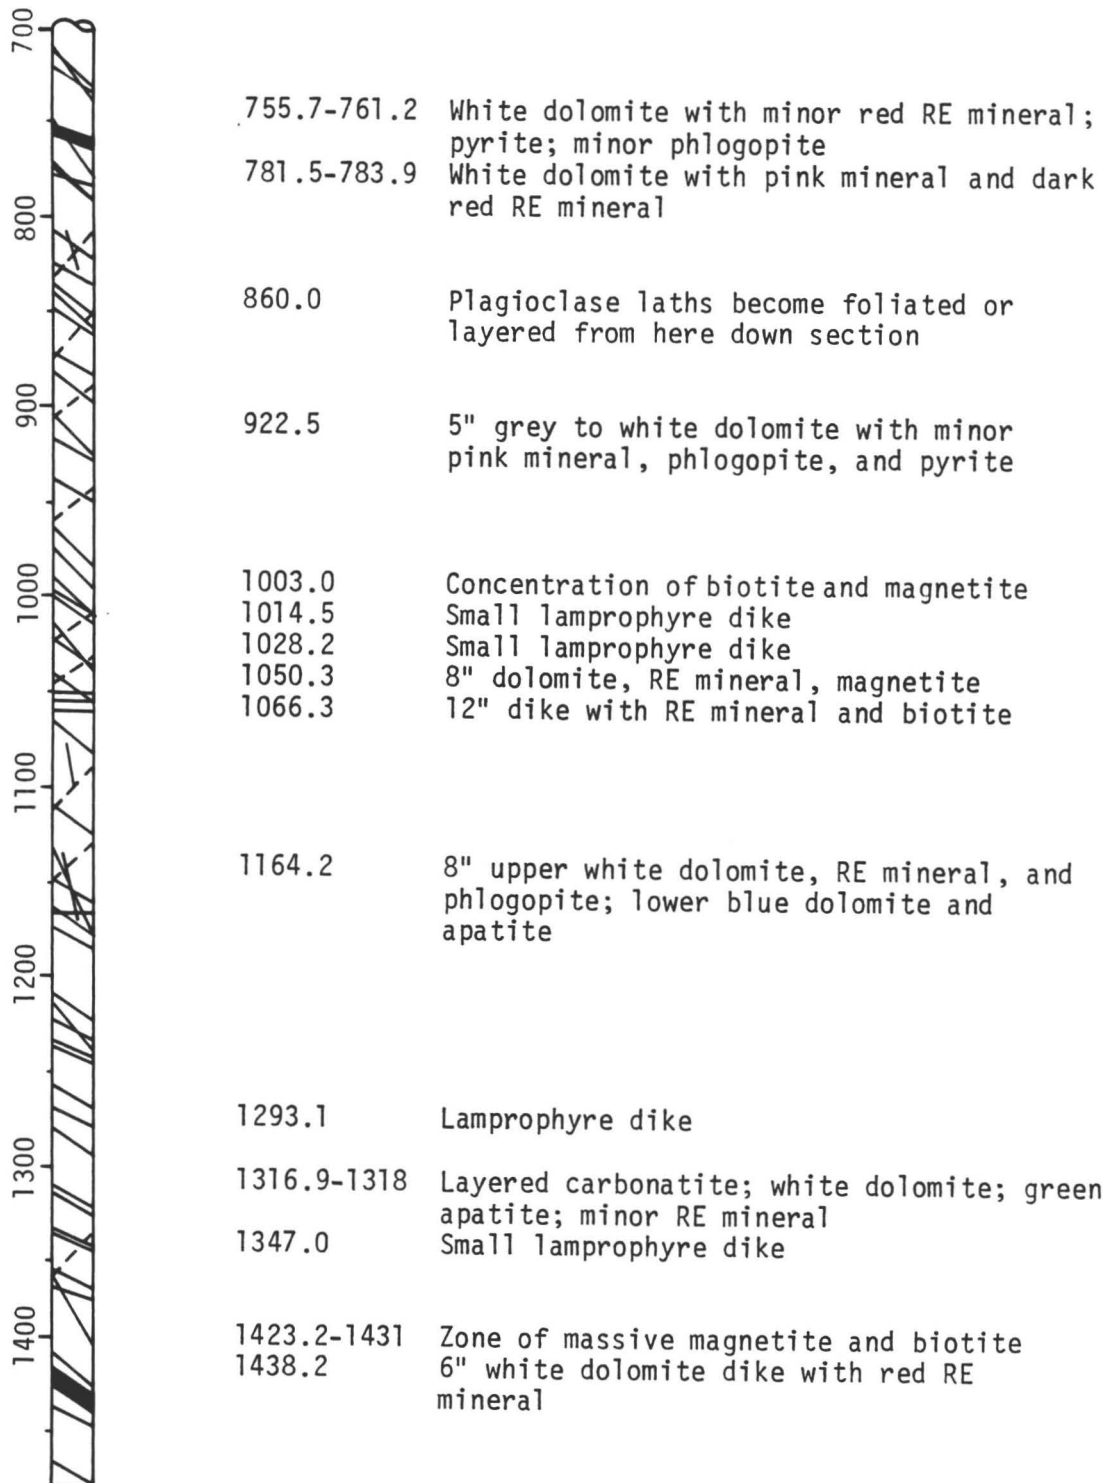 700
755.7-761.2 White dolomite with minor red RE mineral;
pyrite; minor phlogopite
781.5-783.9 White dolomite with pink mineral and dark
red RE mineral
800
860.0 Plagioclase laths become foliated or
layered from here down section
900
922.5 5" grey to white dolomite with minor
pink mineral, phlogopite, and pyrite
1000
1003.0 Concentration of biotite and magnetite
1014.5 Small lamprophyre dike
1028.2 Small lamprophyre dike
1050.3 8" dolomite, RE mineral, magnetite
1066.3 12" dike with RE mineral and biotite
1100
1164.2 8" upper white dolomite, RE mineral, and
phlogopite; lower blue dolomite and
apatite
1200
1293.1 Lamprophyre dike
1300
1316.9-1318 Layered carbonatite; white dolomite; green
apatite; minor RE mineral
1347.0 Small lamprophyre dike
1400
1423.2-1431 Zone of massive magnetite and biotite
1438.2 6" white dolomite dike with red RE
mineral